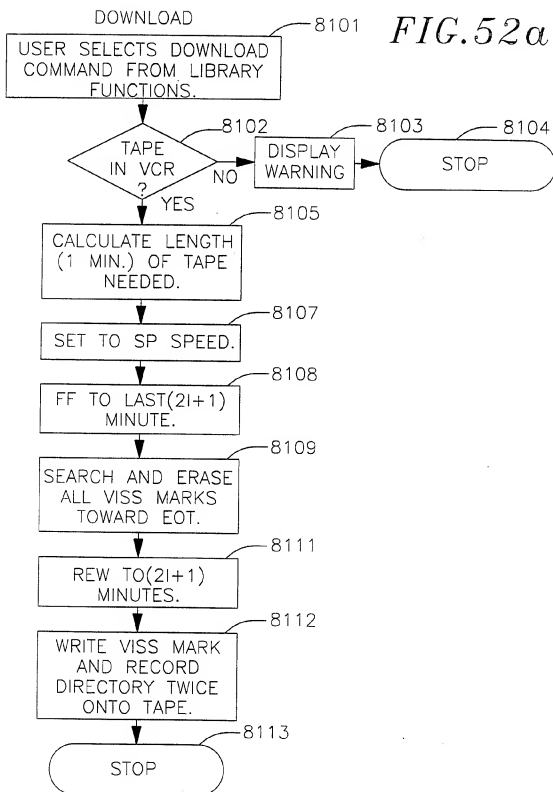 DOWNLOAD
8101
FIG.52a
USER SELECTS DOWNLOAD
COMMAND FROM LIBRARY
FUNCTIONS.
8102
TAPE
IN VCR
?
NO
YES
8103
DISPLAY
WARNING
8104
STOP
8105
CALCULATE LENGTH
(1 MIN.) OF TAPE
NEEDED.
8107
SET TO SP SPEED.
8108
FF TO LAST(2I+1)
MINUTE.
8109
SEARCH AND ERASE
ALL VISS MARKS
TOWARD EOT.
8111
REW TO(2I+1)
MINUTES.
8112
WRITE VISS MARK
AND RECORD
DIRECTORY TWICE
ONTO TAPE.
8113
STOP